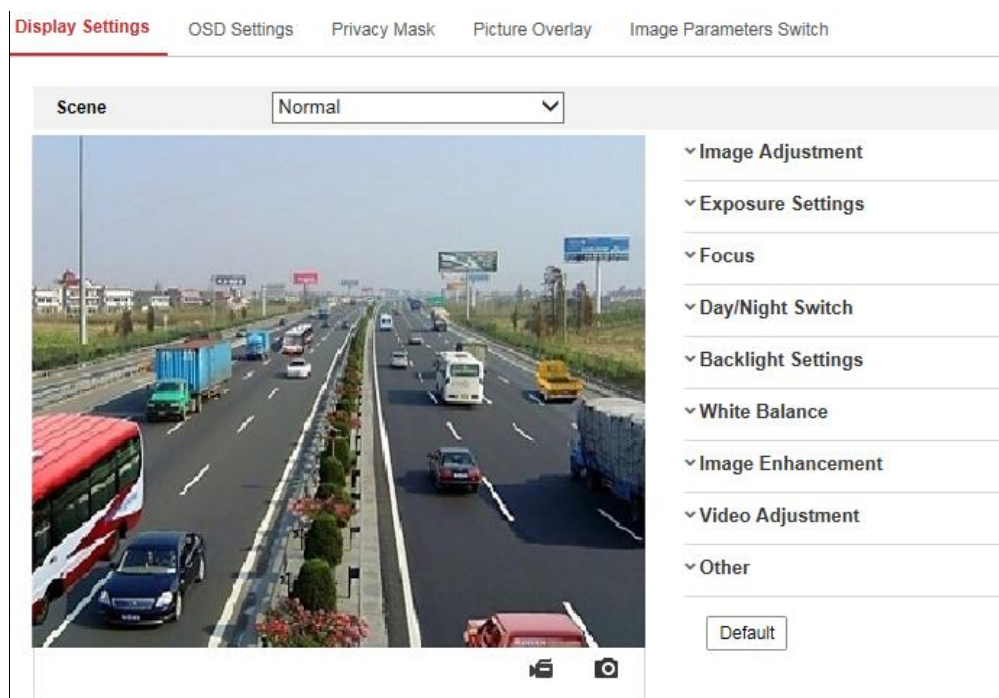 Display Settings OSD Settings Privacy Mask Picture Overlay Image Parameters Switch
Scene Normal
Image Adjustment
Exposure Settings
Focus
Day/Night Switch
Backlight Settings
White Balance
Image Enhancement
Video Adjustment
Other
Default